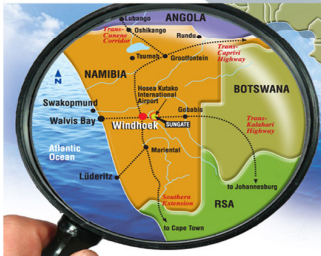 Lubango
ANGOLA
Trans-
Cunene
Corridor
Oshikango
Rundu
Tsumeb
Grootfontein
Trans-
Caprivi
Highway
NAMIBIA
Hosea Kutako
International
Airport
BOTSWANA
N
Swakopmund
Walvis Bay
Gobabis
Windhoek
SUNGATE
Trans-
Kalahari
Highway
Atlantic
Ocean
Mariental
Lüderitz
to Johannesburg
Southern
Extension
RSA
to Cape Town